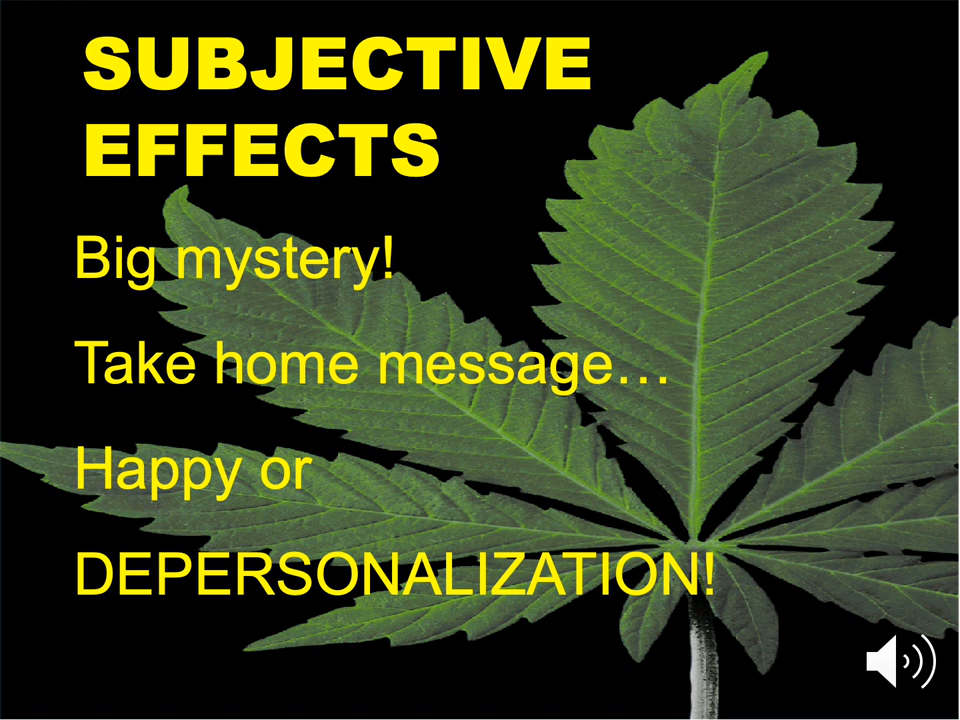 SUBJECTIVE
EFFECTS
Big mystery!
Take home message…
Happy or
DEPERSONALIZATION!